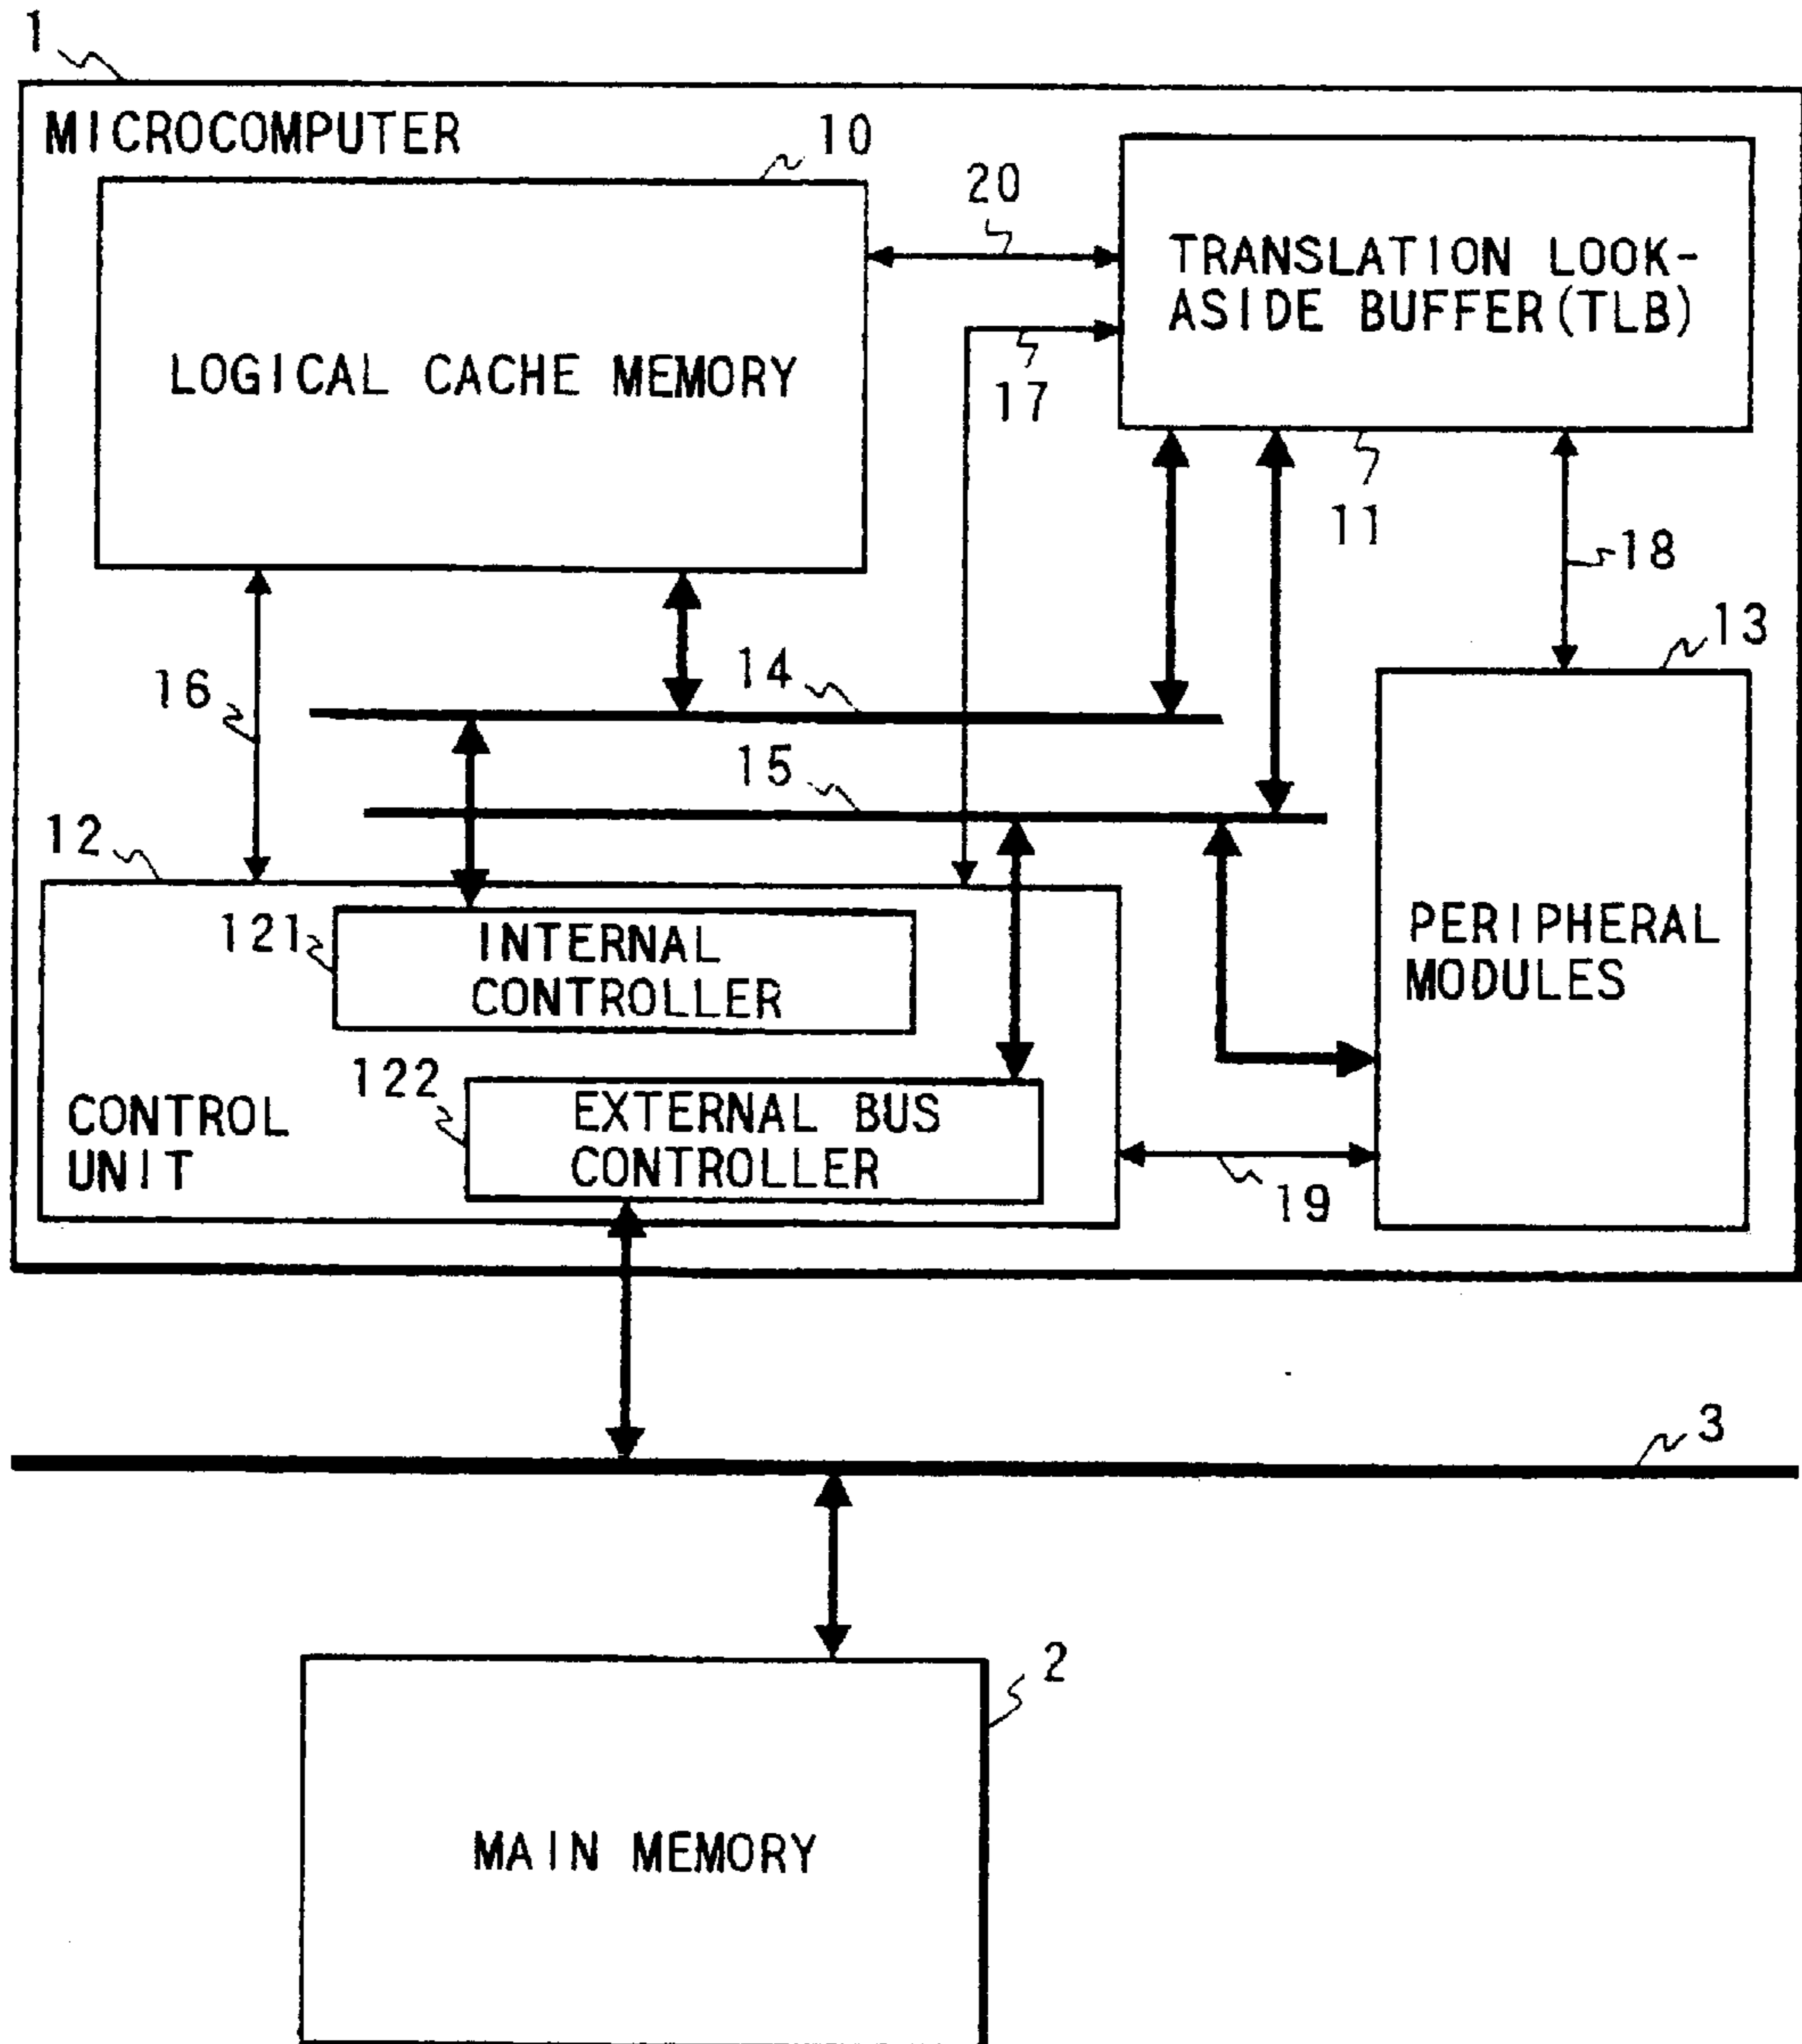 1
MICROCOMPUTER
10
20
TRANSLATION LOOK-
ASIDE BUFFER(TLB)
LOGICAL CACHE MEMORY
17
11
18
13
16
14
15
12
121
INTERNAL
CONTROLLER
PERIPHERAL
MODULES
122
EXTERNAL BUS
CONTROLLER
CONTROL
UNIT
19
3
2
MAIN MEMORY